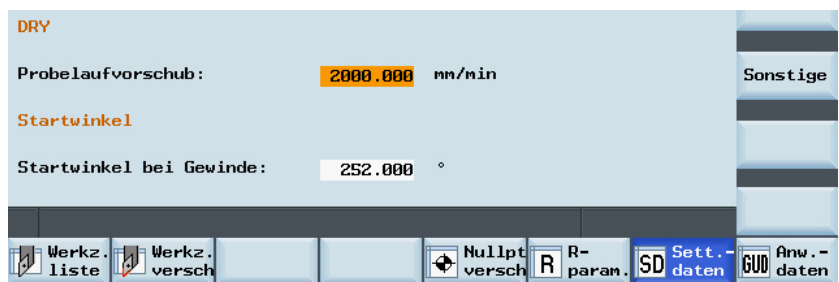 DRY
Probelaufvorschub: 2000.000 mm/min
Sonstige
Startwinkel
Startwinkel bei Gewinde: 252.000 °
Werkz. Werkz. Nullpt R- Sett.- Anw.-
liste versch versch R param. SD daten GUD daten